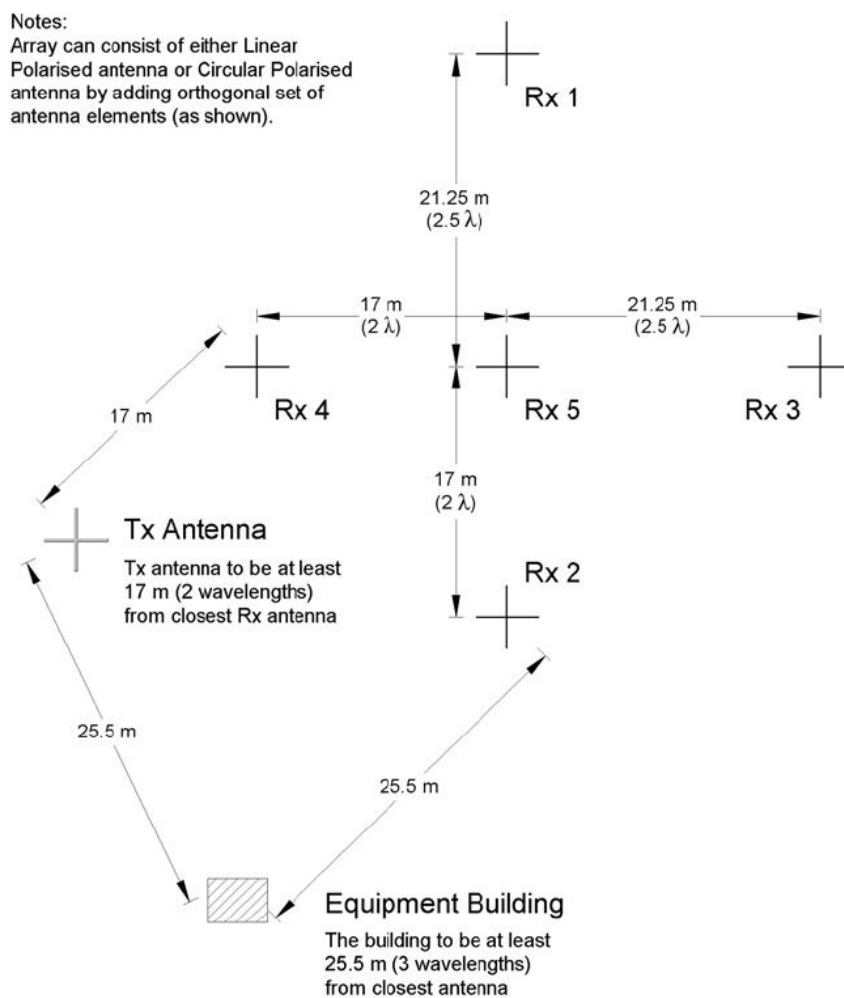 Notes:
Array can consist of either Linear
Polarised antenna or Circular Polarised
antenna by adding orthogonal set of
antenna elements (as shown).
Rx 1
21.25 m
(2.5 λ)
17 m
(2 λ)
21.25 m
(2.5 λ)
Rx 4
Rx 5
Rx 3
17 m
17 m
(2 λ)
Tx Antenna
Tx antenna to be at least
17 m (2 wavelengths)
from closest Rx antenna
Rx 2
25.5 m
25.5 m
Equipment Building
The building to be at least
25.5 m (3 wavelengths)
from closest antenna